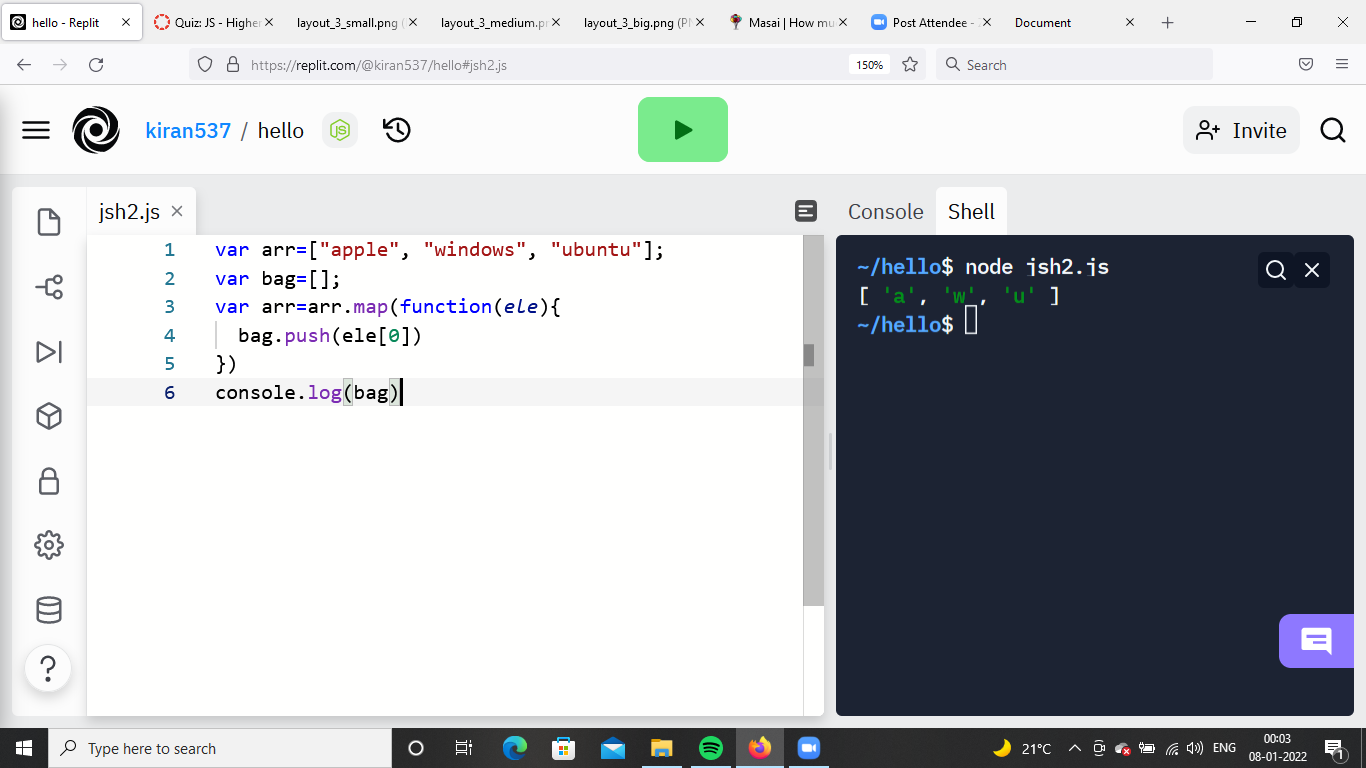 hello - Replit
Quiz: JS - Higher
layout_3_small.png (
layout_3_medium.pn
layout_3_big.png (PN
Masai | How mu
Post Attendee -
Document
https://replit.com/@kiran537/hello#jsh2.js
150%
Search
kiran537 / hello
Invite
jsh2.js
Console
Shell
1 var arr=["apple", "windows", "ubuntu"];
2 var bag=[];
3 var arr=arr.map(function(ele){
4 bag.push(ele[0])
5 })
6 console.log(bag)
~/hello$ node jsh2.js
[ 'a', 'w', 'u' ]
~/hello$
?
Type here to search
21°C
ENG
00:03
08-01-2022
1